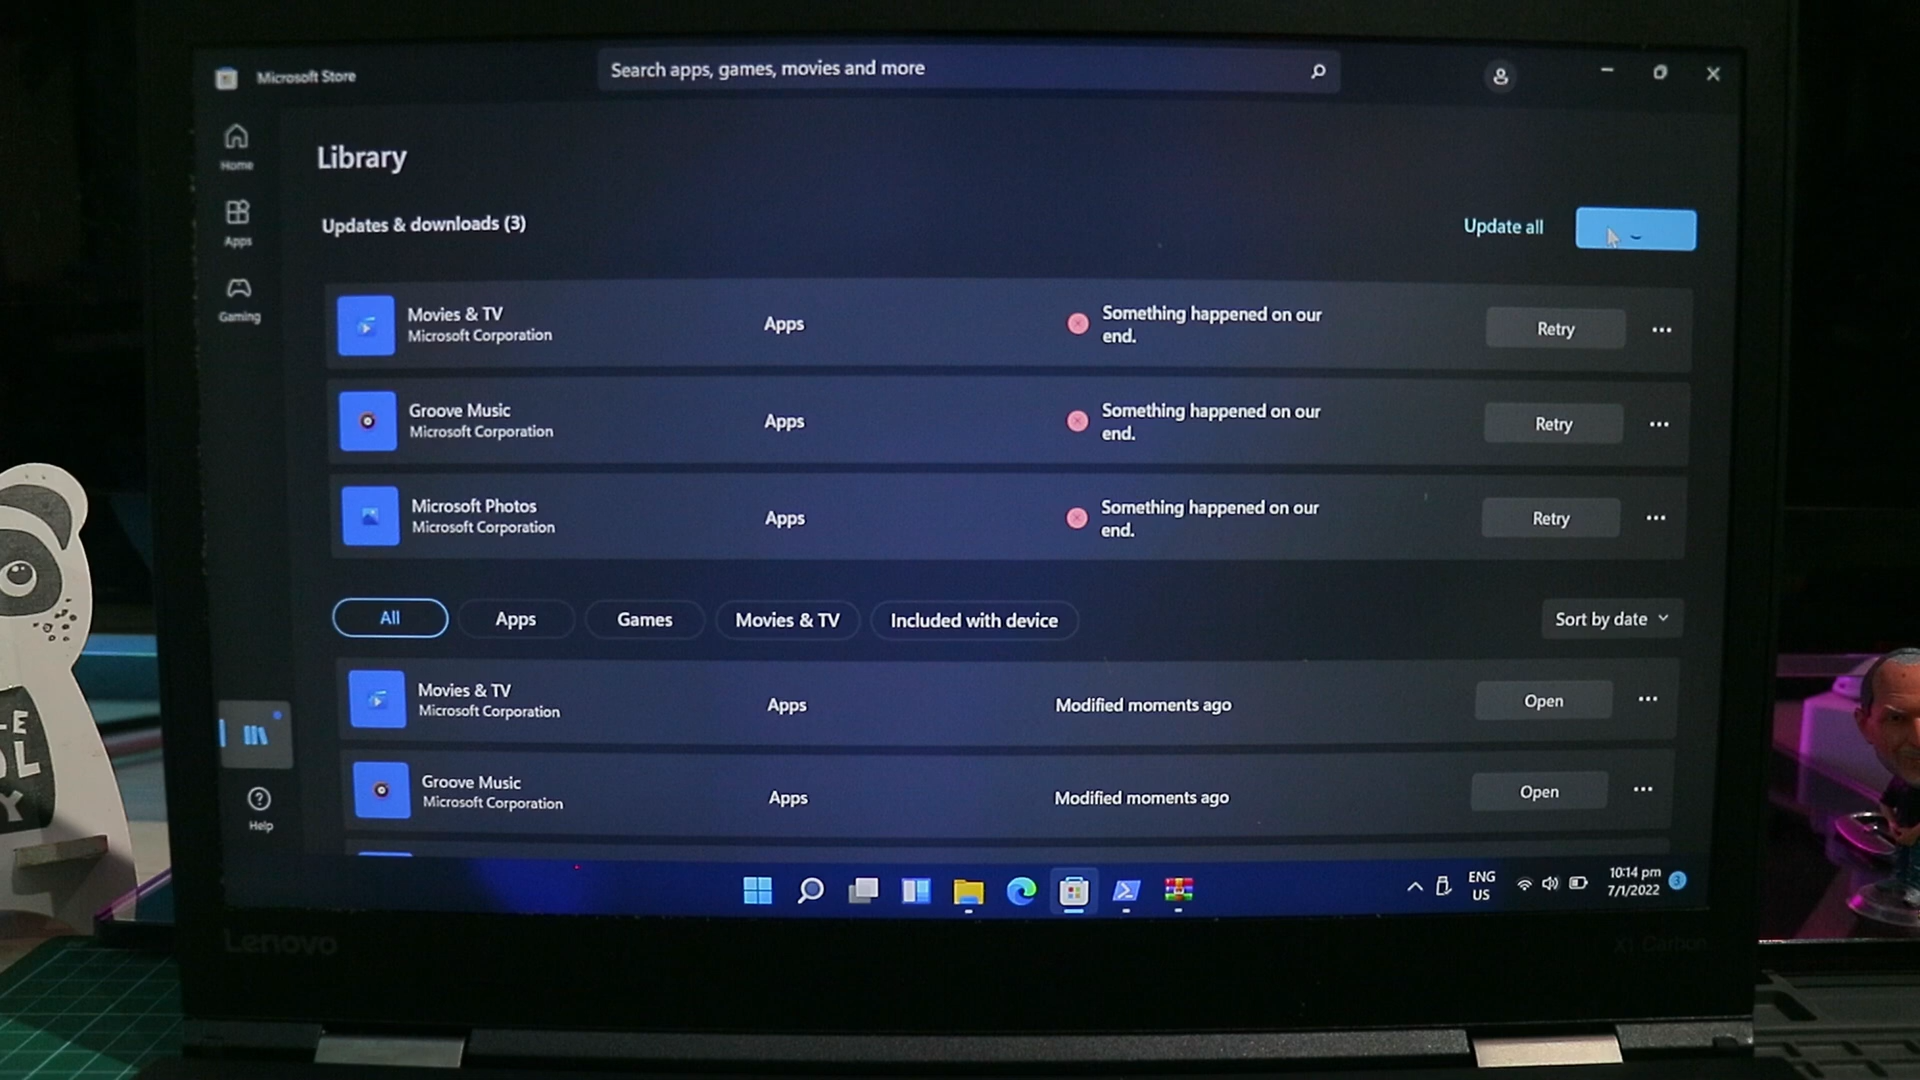 Microsoft Store
Search apps, games, movies and more
Home
Library
Updates & downloads (3)
Update all
Apps
Gaming
Movies & TV
Microsoft Corporation
Apps
Something happened on our
end.
Retry
Groove Music
Microsoft Corporation
Apps
Something happened on our
end.
Retry
Microsoft Photos
Microsoft Corporation
Apps
Something happened on our
end.
Retry
All
Apps
Games
Movies & TV
Included with device
Sort by date
Movies & TV
Microsoft Corporation
Apps
Modified moments ago
Open
Groove Music
Microsoft Corporation
Apps
Modified moments ago
Open
Help
ENG
US
10:14 pm
7/1/2022
3
Lenovo
X1 Carbon